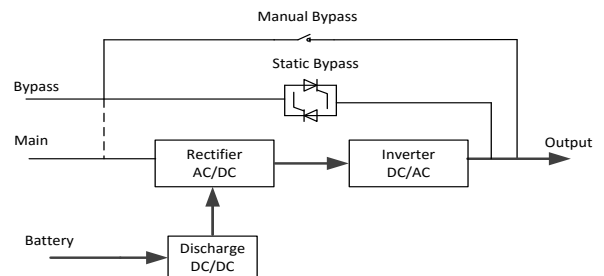 Manual Bypass
Static Bypass
Bypass
Main
Output
Rectifier
AC/DC
Inverter
DC/AC
Battery
Discharge
DC/DC